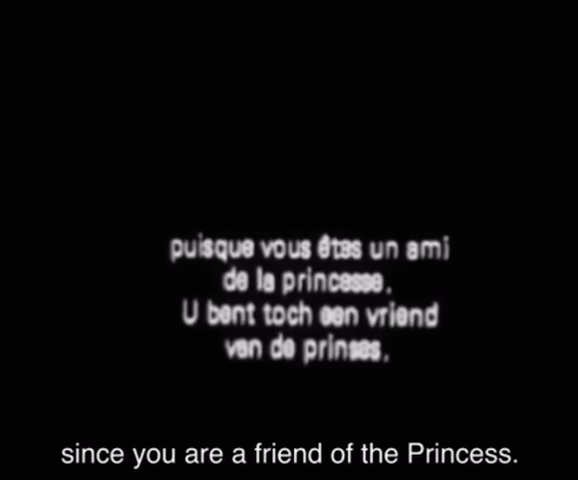 puisque vous êtes un ami
de la princesse.
U bent toch een vriend
van de prinses.
since you are a friend of the Princess.